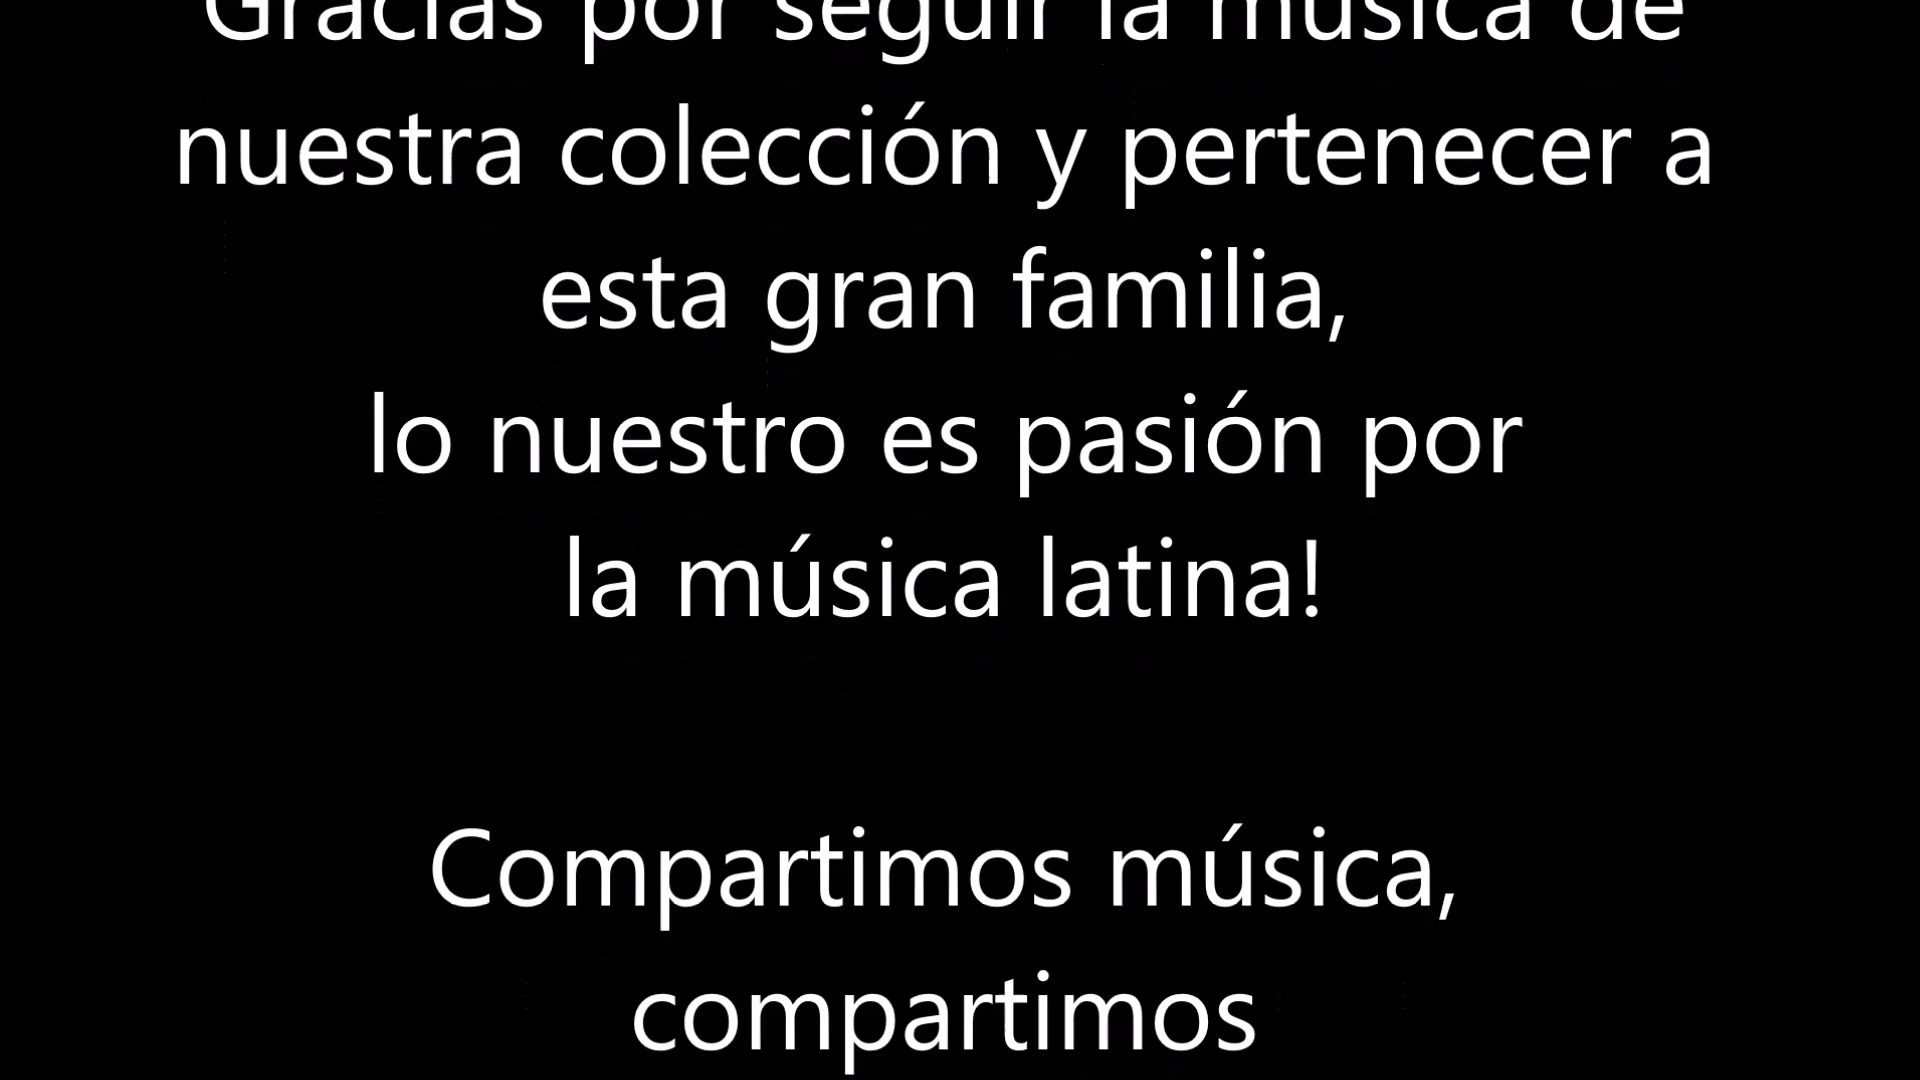 Gracias por seguir la música de
nuestra colección y pertenecer a
esta gran familia,
lo nuestro es pasión por
la música latina!
Compartimos música,
compartimos